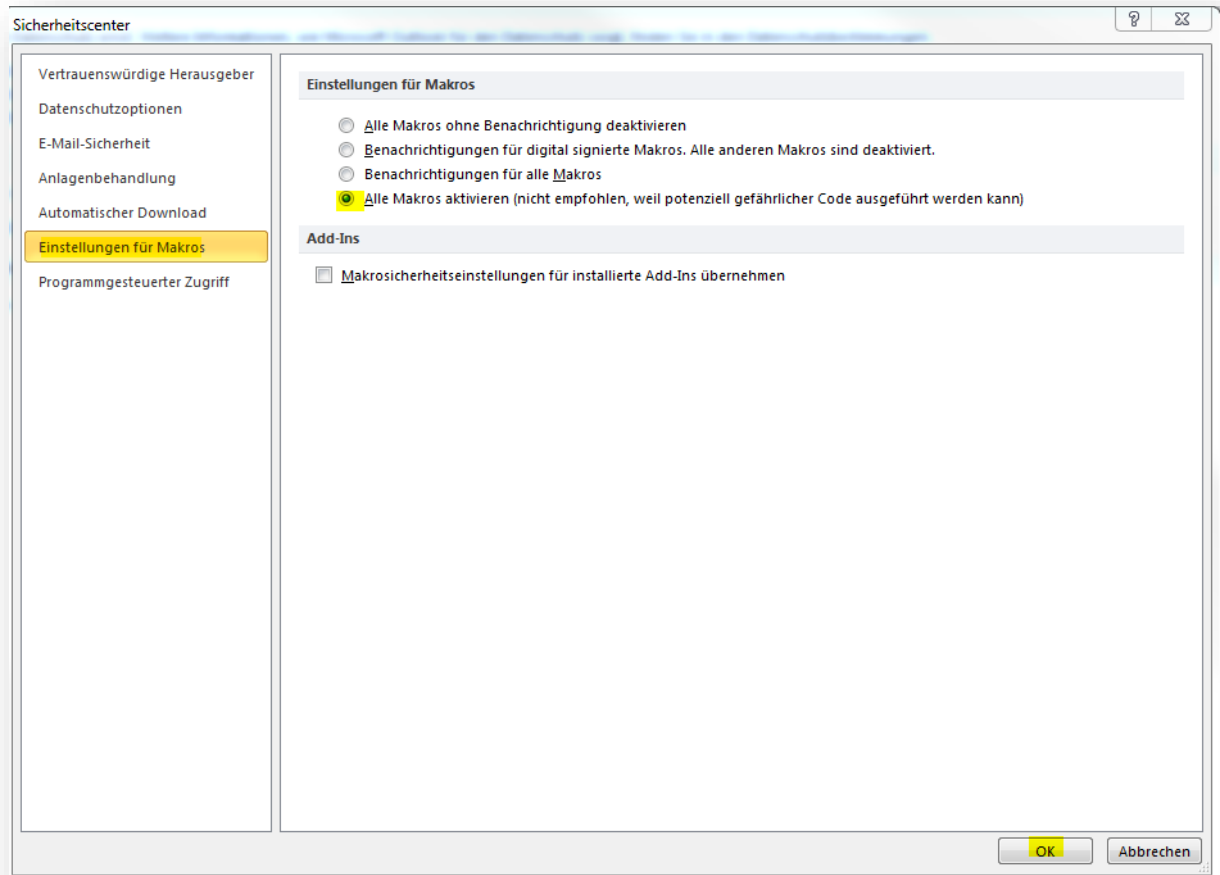 Sicherheitscenter
Vertrauenswürdige Herausgeber
Datenschutzoptionen
E-Mail-Sicherheit
Anlagenbehandlung
Automatischer Download
Einstellungen für Makros
Programmgesteuerter Zugriff
Einstellungen für Makros
Alle Makros ohne Benachrichtigung deaktivieren
Benachrichtigungen für digital signierte Makros. Alle anderen Makros sind deaktiviert.
Benachrichtigungen für alle Makros
Alle Makros aktivieren (nicht empfohlen, weil potenziell gefährlicher Code ausgeführt werden kann)
Add-Ins
Makrosicherheitseinstellungen für installierte Add-Ins übernehmen
OK
Abbrechen